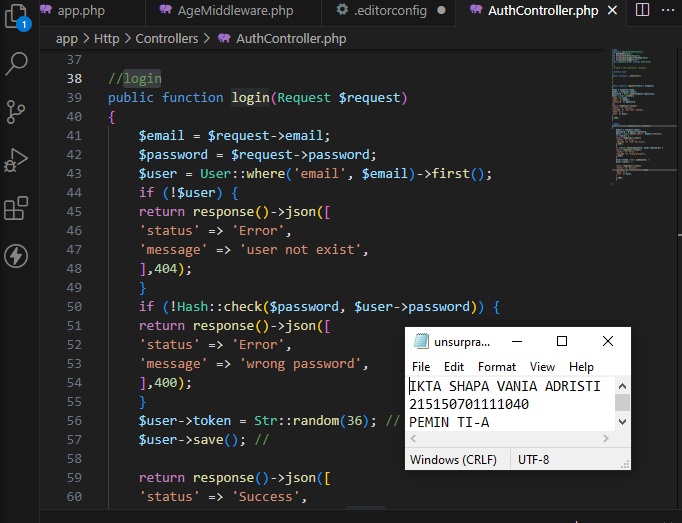 app.php
AgeMiddleware.php
.editorconfig
AuthController.php
app > Http > Controllers > AuthController.php
1
37
38 //login
39 public function login(Request $request)
40 {
41 $email = $request->email;
42 $password = $request->password;
43 $user = User::where('email', $email)->first();
44 if (!$user) {
45 return response()->json([
46 'status' => 'Error',
47 'message' => 'user not exist',
48 ],404);
49 }
50 if (!Hash::check($password, $user->password)) {
51 return response()->json([
52 'status' => 'Error',
53 'message' => 'wrong password',
54 ],400);
55 }
56 $user->token = Str::random(36); //
57 $user->save(); //
58
59 return response()->json([
60 'status' => 'Success',
unsurpra...
File Edit Format View Help
IKTA SHAPA VANIA ADRISTI
215150701111040
PEMIN TI-A
Windows (CRLF) UTF-8